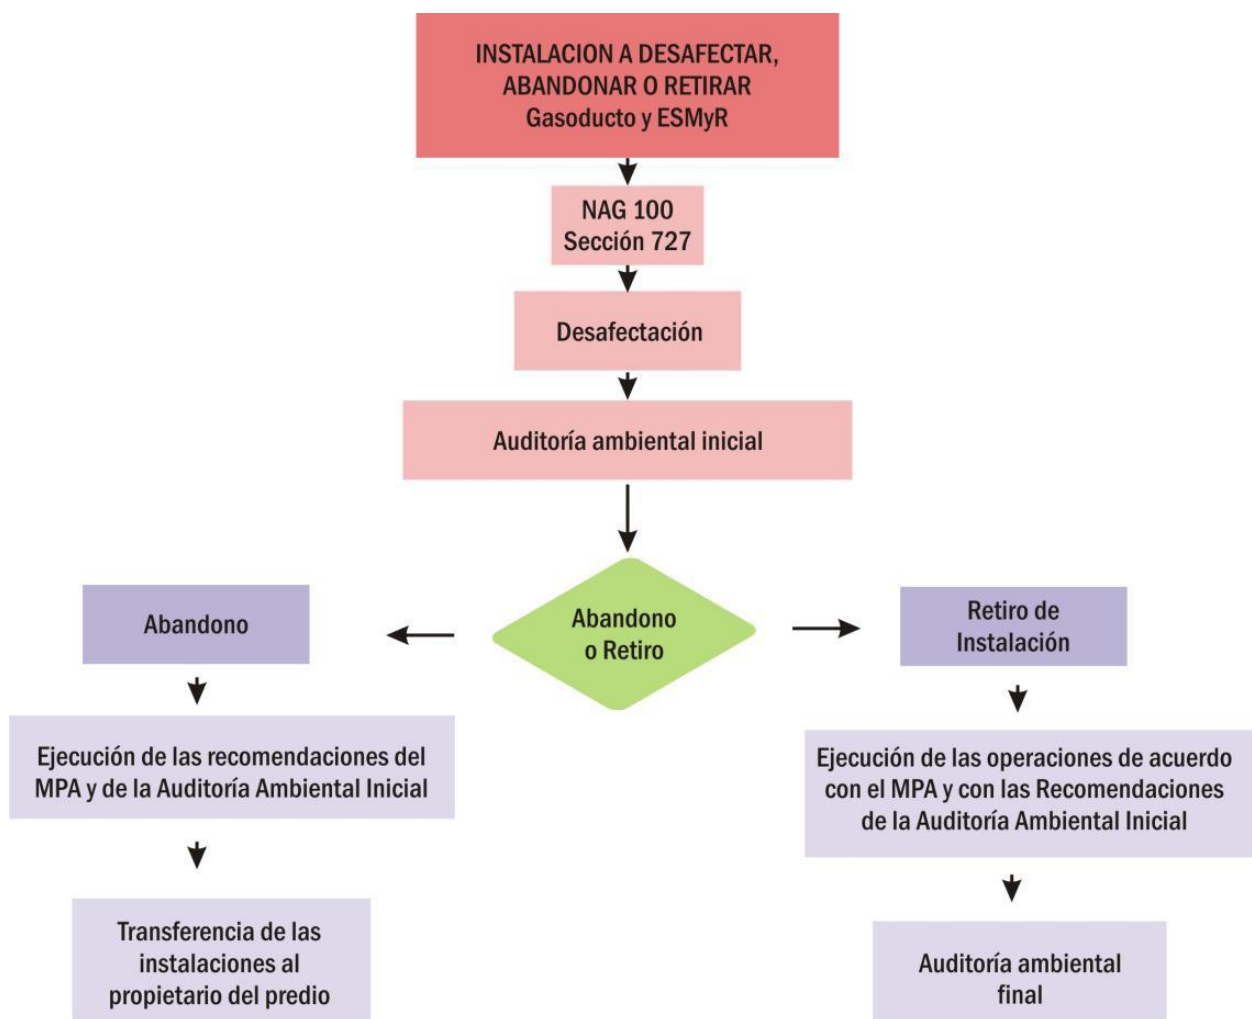 INSTALACION A DESAFECTAR,
ABANDONAR O RETIRAR
Gasoducto y ESMyR
NAG 100
Sección 727
Desafectación
Auditoría ambiental inicial
Abandono
o Retiro
Abandono
Ejecución de las recomendaciones del
MPA y de la Auditoría Ambiental Inicial
Transferencia de las
instalaciones al
propietario del predio
Retiro de
Instalación
Ejecución de las operaciones de acuerdo
con el MPA y con las Recomendaciones
de la Auditoría Ambiental Inicial
Auditoría ambiental
final